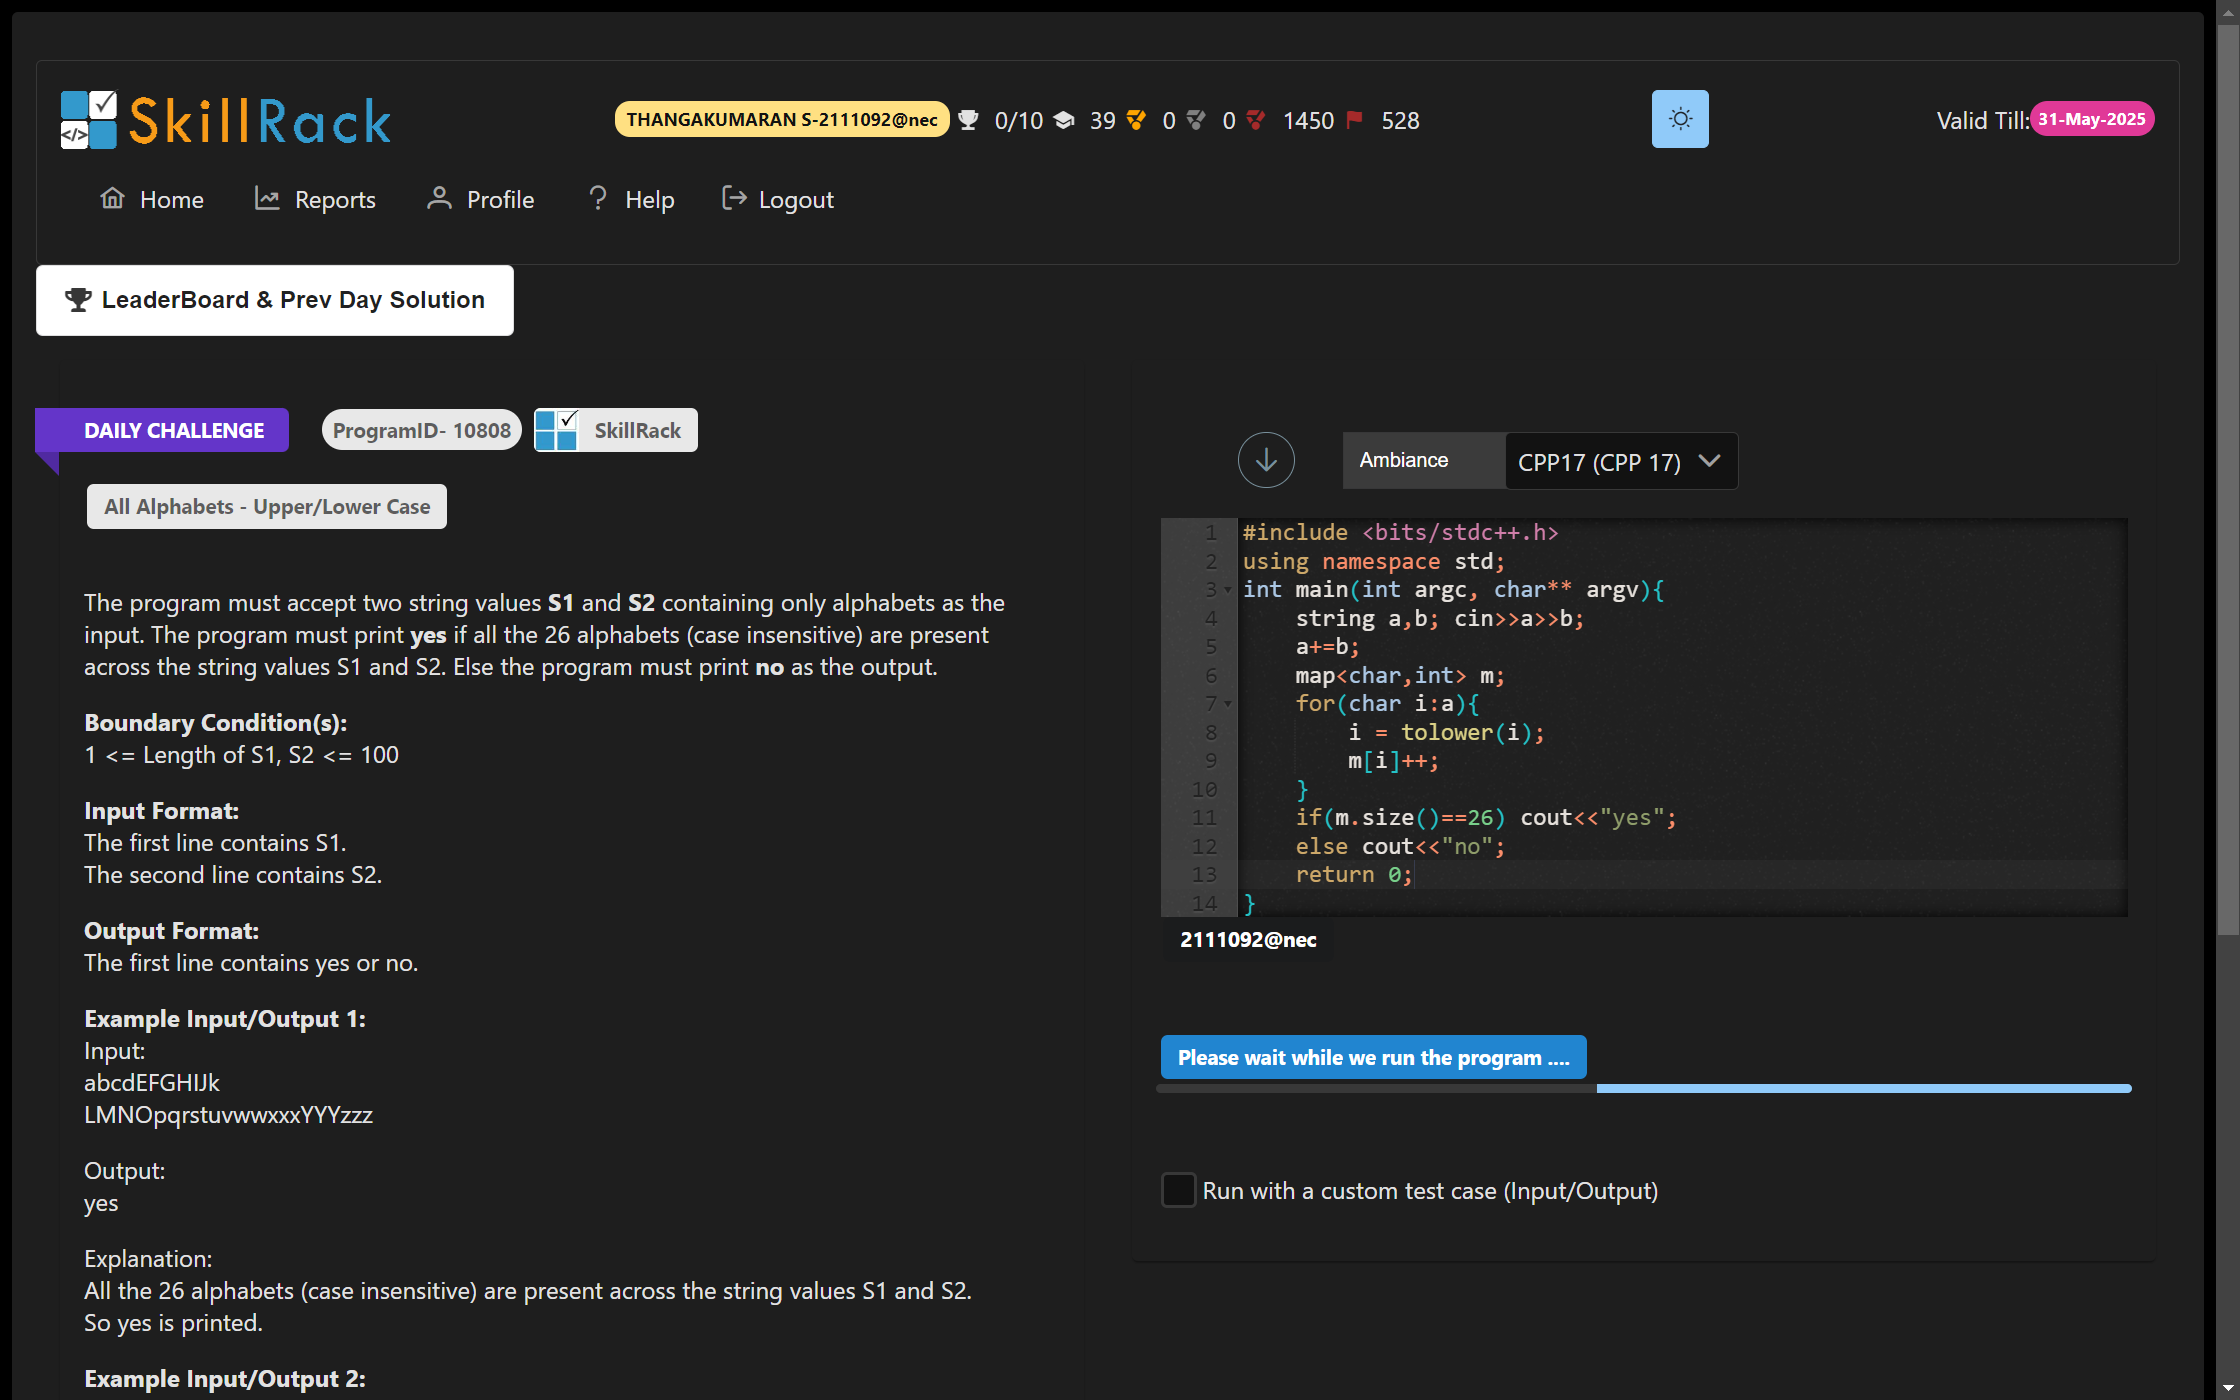 SkillRack
THANGAKUMARAN S-2111092@nec 0/10 39 0 0 1450 528
Valid Till: 31-May-2025
Home Reports Profile Help Logout
LeaderBoard & Prev Day Solution
DAILY CHALLENGE ProgramID- 10808 SkillRack
All Alphabets - Upper/Lower Case
The program must accept two string values S1 and S2 containing only alphabets as the
input. The program must print yes if all the 26 alphabets (case insensitive) are present
across the string values S1 and S2. Else the program must print no as the output.
Boundary Condition(s):
1 <= Length of S1, S2 <= 100
Input Format:
The first line contains S1.
The second line contains S2.
Output Format:
The first line contains yes or no.
Example Input/Output 1:
Input:
abcdEFGHIJk
LMNOpqrstuvwwxxxYYYzzz
Output:
yes
Explanation:
All the 26 alphabets (case insensitive) are present across the string values S1 and S2.
So yes is printed.
Example Input/Output 2:
Ambiance CPP17 (CPP 17)
1 #include <bits/stdc++.h>
2 using namespace std;
3 int main(int argc, char** argv){
4 string a,b; cin>>a>>b;
5 a+=b;
6 map<char,int> m;
7 for(char i:a){
8 i = tolower(i);
9 m[i]++;
10 }
11 if(m.size()==26) cout<<"yes";
12 else cout<<"no";
13 return 0;
14 }
2111092@nec
Please wait while we run the program ....
Run with a custom test case (Input/Output)